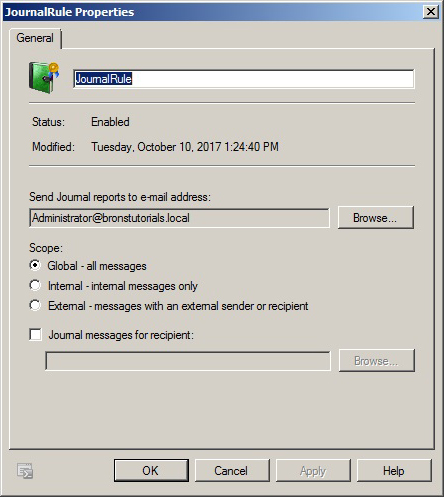 JournalRule Properties
General
JournalRule
Status: Enabled
Modified: Tuesday, October 10, 2017 1:24:40 PM
Send Journal reports to e-mail address:
Administrator@bronstutorials.local Browse...
Scope:
Global - all messages
Internal - internal messages only
External - messages with an external sender or recipient
Journal messages for recipient:
Browse...
OK Cancel Apply Help